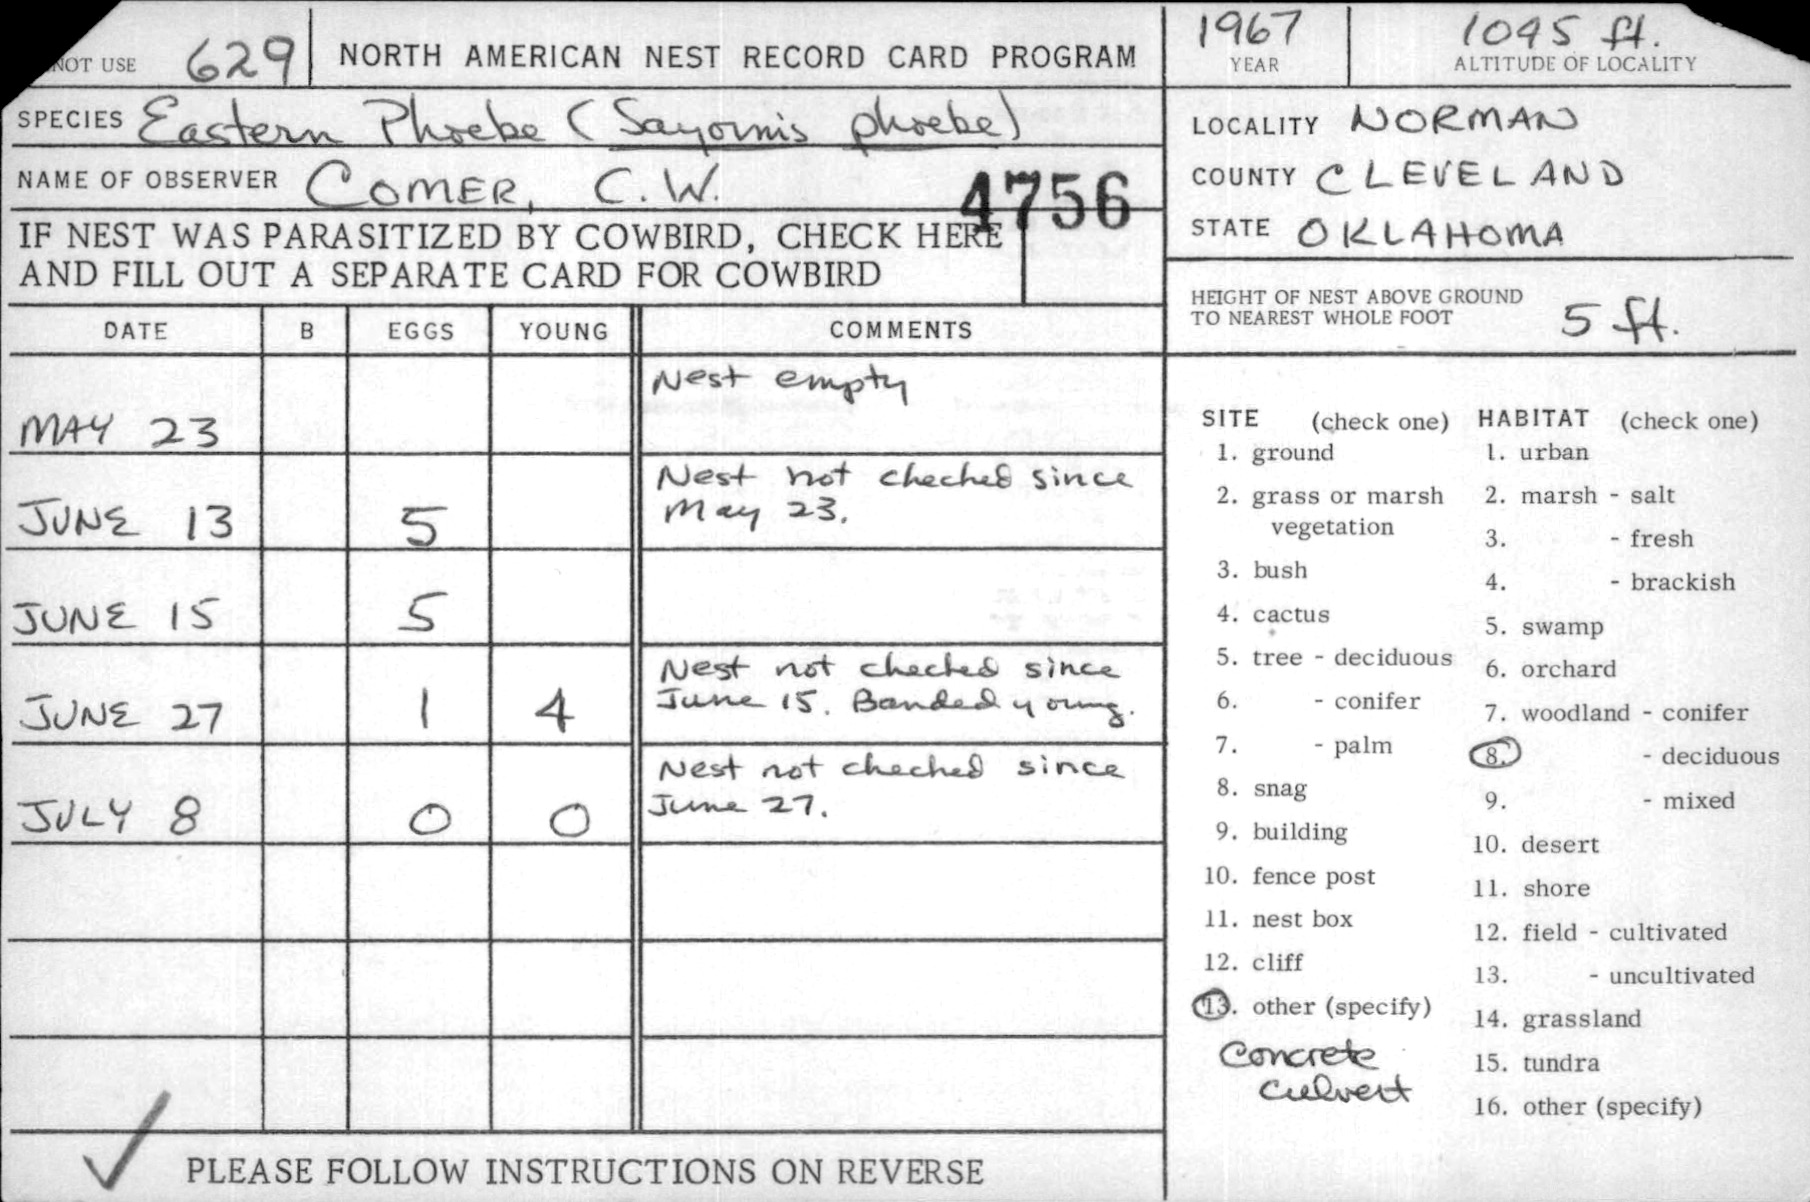 NOT USE 629 NORTH AMERICAN NEST RECORD CARD PROGRAM
SPECIES Eastern Phoebe (Sayornis phoebe)
NAME OF OBSERVER COMER, C.W. 4756
IF NEST WAS PARASITIZED BY COWBIRD, CHECK HERE
AND FILL OUT A SEPARATE CARD FOR COWBIRD
DATE B EGGS YOUNG COMMENTS
Nest empty
MAY 23
Nest not checked since
JUNE 13 5 May 23.
JUNE 15 5
Nest not checked since
JUNE 27 1 4 June 15. Banded young.
Nest not checked since
JULY 8 0 0 June 27.
PLEASE FOLLOW INSTRUCTIONS ON REVERSE
1967 1095 ft.
YEAR ALTITUDE OF LOCALITY
LOCALITY NORMAN
COUNTY CLEVELAND
STATE OKLAHOMA
HEIGHT OF NEST ABOVE GROUND
TO NEAREST WHOLE FOOT 5 ft.
SITE (check one)
1. ground
2. grass or marsh
vegetation
3. bush
4. cactus
5. tree - deciduous
6. - conifer
7. - palm
8. snag
9. building
10. fence post
11. nest box
12. cliff
13. other (specify)
Concrete
culvert
HABITAT (check one)
1. urban
2. marsh - salt
3. - fresh
4. - brackish
5. swamp
6. orchard
7. woodland - conifer
8. - deciduous
9. - mixed
10. desert
11. shore
12. field - cultivated
13. - uncultivated
14. grassland
15. tundra
16. other (specify)